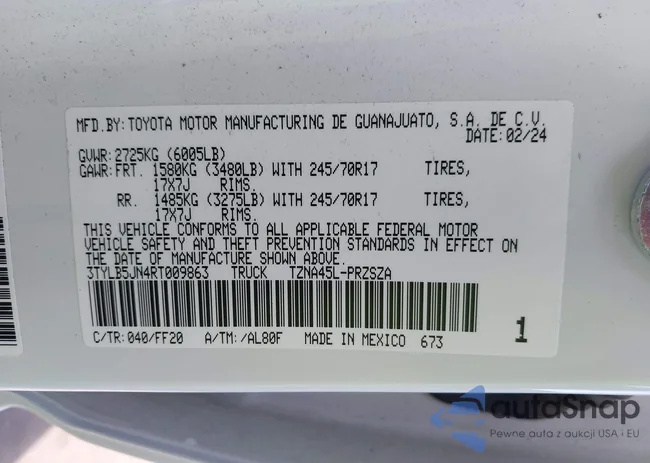 MFD.BY:TOYOTA MOTOR MANUFACTURING DE GUANAJUATO, S.A. DE C.V.
DATE:02/24
GVWR:2725KG (6005LB)
GAWR:FRT. 1580KG (3480LB) WITH 245/70R17 TIRES,
17X7J RIMS.
RR. 1485KG (3275LB) WITH 245/70R17 TIRES,
17X7J RIMS.
THIS VEHICLE CONFORMS TO ALL APPLICABLE FEDERAL MOTOR
VEHICLE SAFETY AND THEFT PREVENTION STANDARDS IN EFFECT ON
THE DATE OF MANUFACTURE SHOWN ABOVE.
3TYLB5JN4RT009863 TRUCK TZNA45L-PRZSZA
C/TR:040/FF20 A/TM:/AL80F MADE IN MEXICO 673
1
autoSnap
Pewne auta z aukcji USA i EU